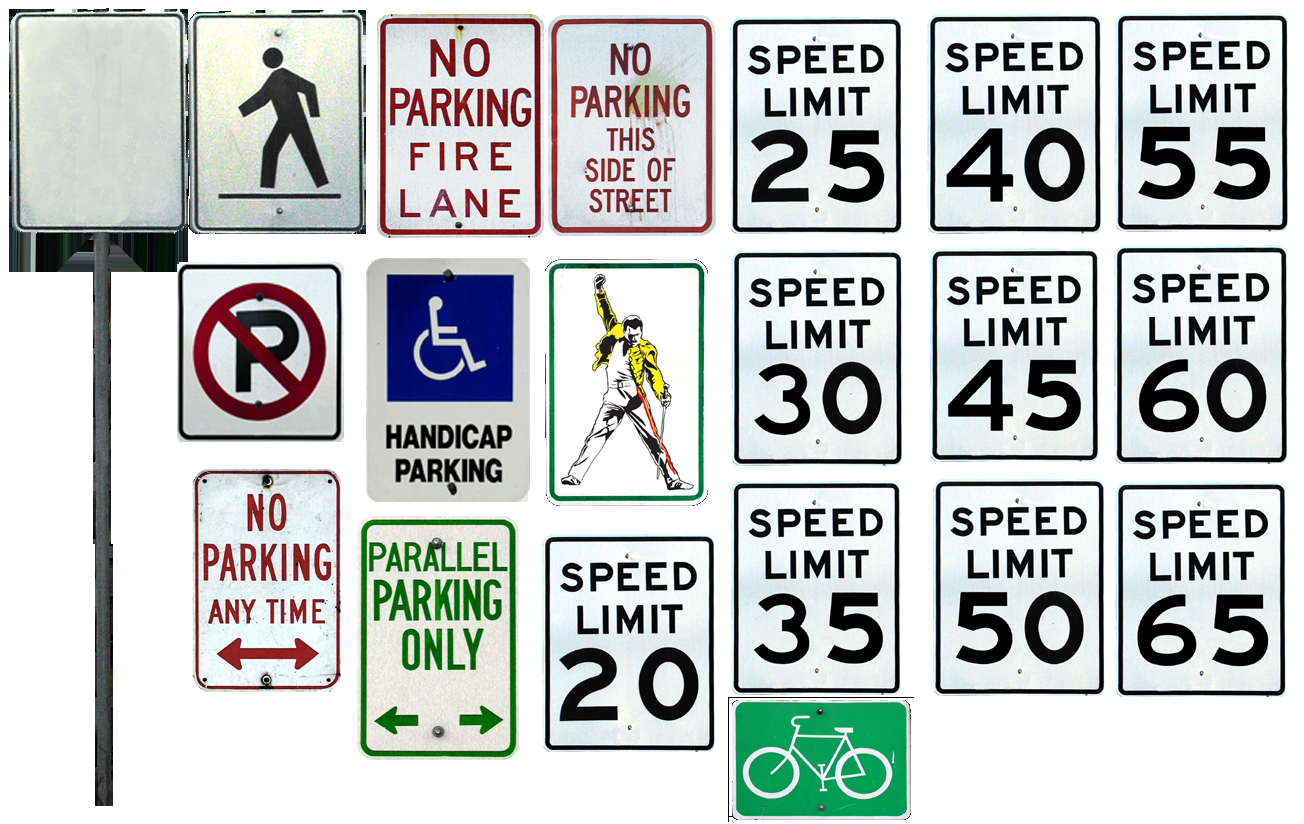 NO
PARKING
FIRE
LANE
NO
PARKING
THIS
SIDE OF
STREET
SPEED
LIMIT
25
SPEED
LIMIT
40
SPEED
LIMIT
55
P
HANDICAP
PARKING
SPEED
LIMIT
30
SPEED
LIMIT
45
SPEED
LIMIT
60
NO
PARKING
ANY TIME
PARALLEL
PARKING
ONLY
SPEED
LIMIT
20
SPEED
LIMIT
35
SPEED
LIMIT
50
SPEED
LIMIT
65